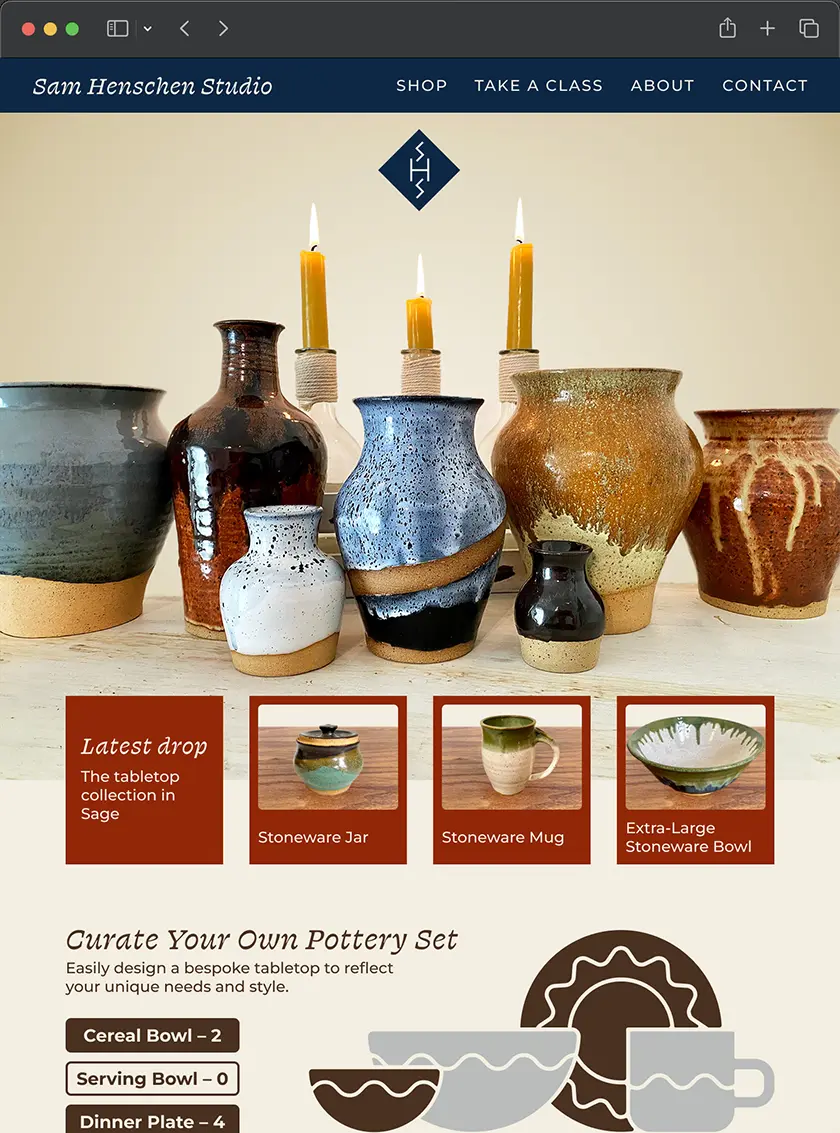 Sam Henschen Studio
SHOP TAKE A CLASS ABOUT CONTACT
SHS
Latest drop
The tabletop
collection in
Sage
Stoneware Jar
Stoneware Mug
Extra-Large
Stoneware Bowl
Curate Your Own Pottery Set
Easily design a bespoke tabletop to reflect
your unique needs and style.
Cereal Bowl – 2
Serving Bowl – 0
Dinner Plate – 4